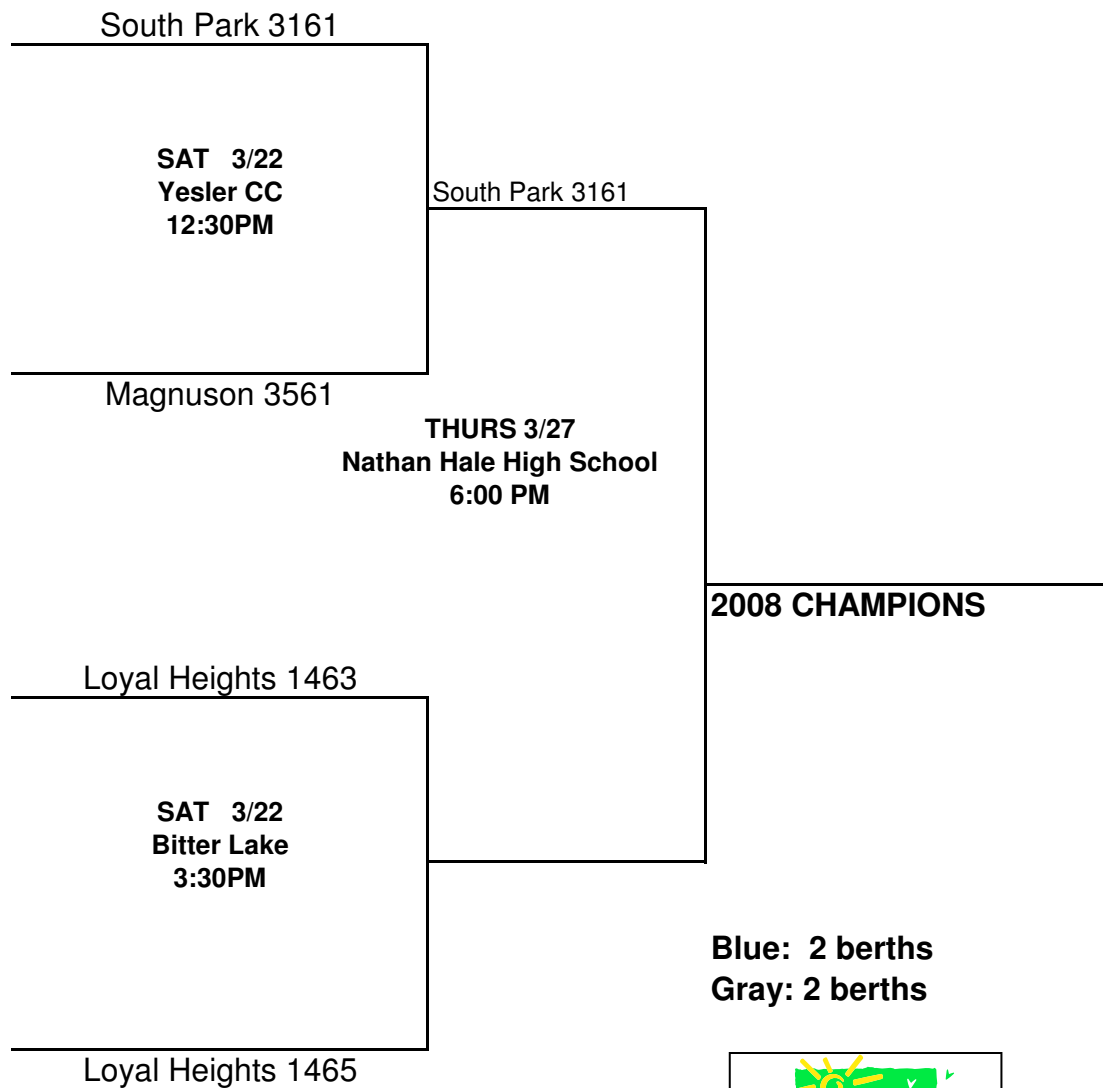 South Park 3161
SAT 3/22
Yesler CC
12:30PM
South Park 3161
Magnuson 3561
THURS 3/27
Nathan Hale High School
6:00 PM
2008 CHAMPIONS
Loyal Heights 1463
SAT 3/22
Bitter Lake
3:30PM
Blue: 2 berths
Gray: 2 berths
Loyal Heights 1465